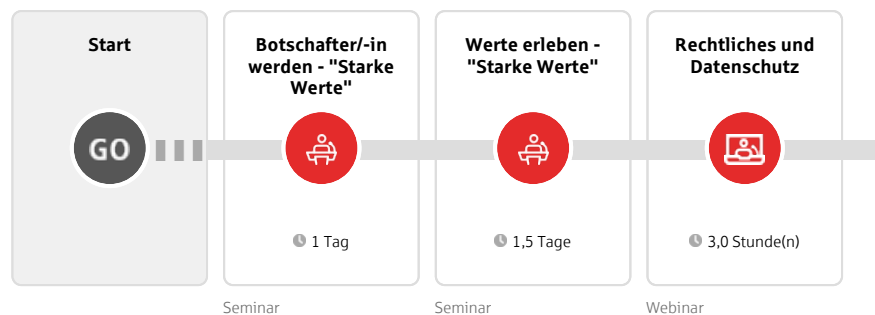 Start
GO
Botschafter/-in
werden - "Starke
Werte"
1 Tag
Seminar
Werte erleben -
"Starke Werte"
1,5 Tage
Seminar
Rechtliches und
Datenschutz
3,0 Stunde(n)
Webinar